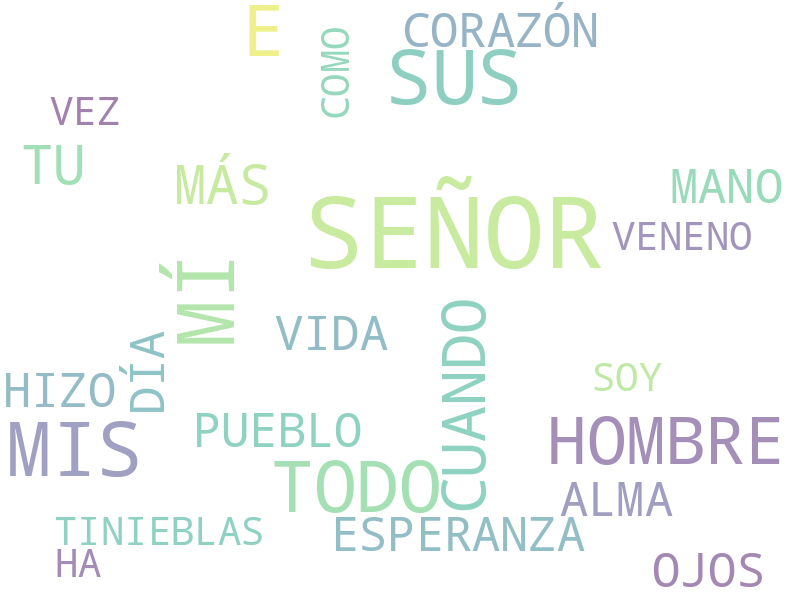 E
CORAZÓN
COMO
SUS
VEZ
TU
MÁS
MANO
SEÑOR
VENENO
MÍ
VIDA
CUANDO
DÍA
HIZO
SOY
PUEBLO
HOMBRE
MIS
TODO
ALMA
TINIEBLAS
ESPERANZA
HA
OJOS